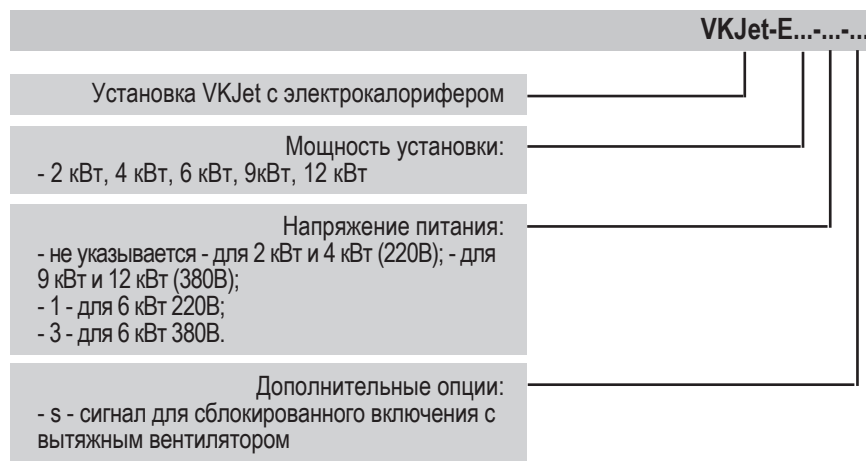 VKJet-E...-...-...
Установка VKJet с электрокалорифером
Мощность установки:
- 2 кВт, 4 кВт, 6 кВт, 9кВт, 12 кВт
Напряжение питания:
- не указывается - для 2 кВт и 4 кВт (220В); - для
9 кВт и 12 кВт (380В);
- 1 - для 6 кВт 220В;
- 3 - для 6 кВт 380В.
Дополнительные опции:
- s - сигнал для сблокированного включения с
вытяжным вентилятором